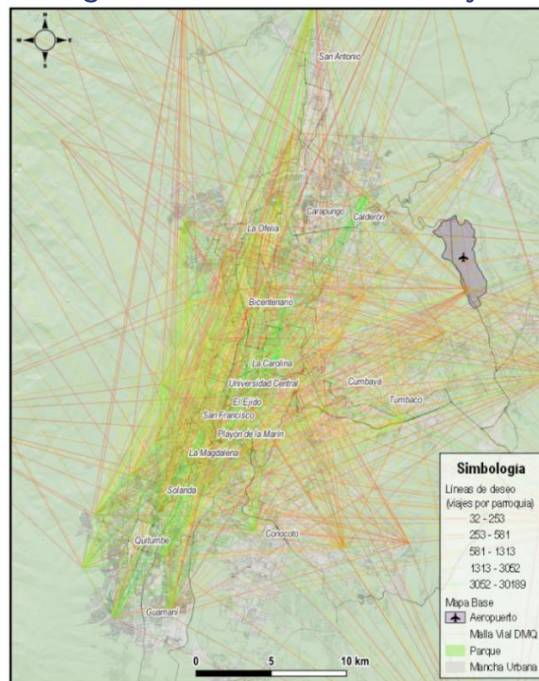 N
San Antonio
Carapungo
Calderón
La Ofelia
Bicentenario
La Carolina
Universidad Central
Cumbayá
El Ejido
Tumbaco
San Francisco
Playón de la Marín
La Magdalena
Solanda
Quitumbe
Conocoto
Guamaní
Simbología
Líneas de deseo
(viajes por parroquia)
32 - 253
253 - 581
581 - 1313
1313 - 3052
3052 - 30189
Mapa Base
Aeropuerto
Malla Vial DMQ
Parque
Mancha Urbana
0 5 10 km